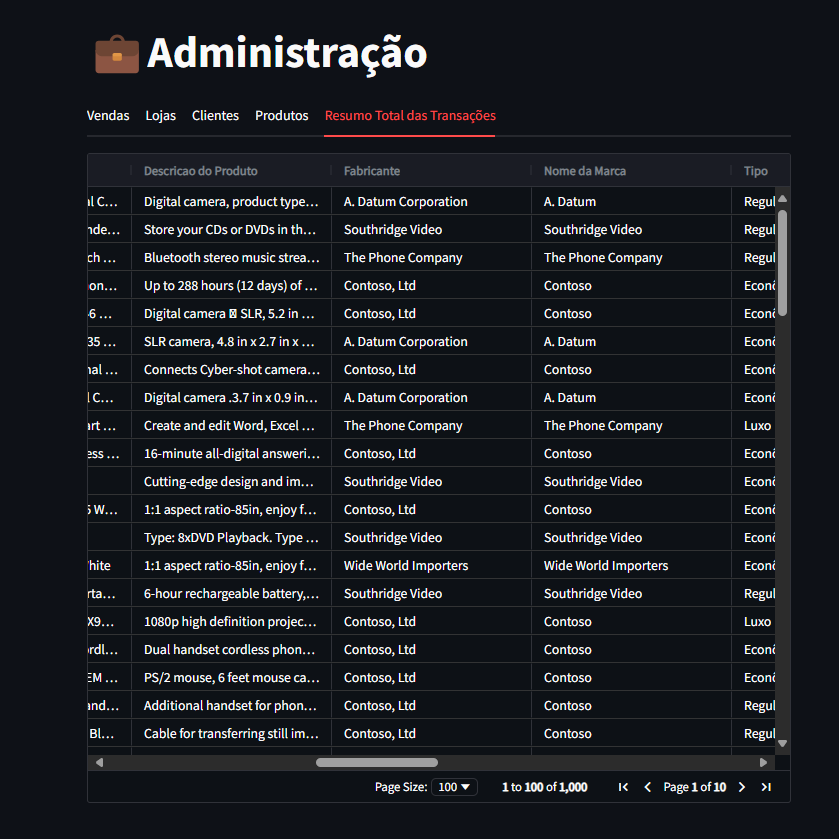 Administração
Vendas Lojas Clientes Produtos Resumo Total das Transações
Descricao do Produto Fabricante Nome da Marca Tipo
al C... Digital camera, product type... A. Datum Corporation A. Datum Regul
nde... Store your CDs or DVDs in th... Southridge Video Southridge Video Regul
ch ... Bluetooth stereo music strea... The Phone Company The Phone Company Regul
on... Up to 288 hours (12 days) of ... Contoso, Ltd Contoso Econô
6 ... Digital camera SLR, 5.2 in ... Contoso, Ltd Contoso Econô
35 ... SLR camera, 4.8 in x 2.7 in x ... A. Datum Corporation A. Datum Econô
nal ... Connects Cyber-shot camera... Contoso, Ltd Contoso Econô
l C... Digital camera .3.7 in x 0.9 in... A. Datum Corporation A. Datum Econô
art ... Create and edit Word, Excel ... The Phone Company The Phone Company Luxo
ess ... 16-minute all-digital answeri... Contoso, Ltd Contoso Econô
Cutting-edge design and im... Southridge Video Southridge Video Econô
5 W... 1:1 aspect ratio-85in, enjoy f... Contoso, Ltd Contoso Econô
Type: 8xDVD Playback. Type ... Southridge Video Southridge Video Econô
hite 1:1 aspect ratio-85in, enjoy f... Wide World Importers Wide World Importers Econô
rta... 6-hour rechargeable battery,... Southridge Video Southridge Video Regul
X9... 1080p high definition projec... Contoso, Ltd Contoso Luxo
ordl... Dual handset cordless phon... Contoso, Ltd Contoso Econô
EM ... PS/2 mouse, 6 feet mouse ca... Contoso, Ltd Contoso Econô
and... Additional handset for phon... Contoso, Ltd Contoso Regul
Bl... Cable for transferring still im... Contoso, Ltd Contoso Regul
Page Size: 100 1 to 100 of 1,000 Page 1 of 10